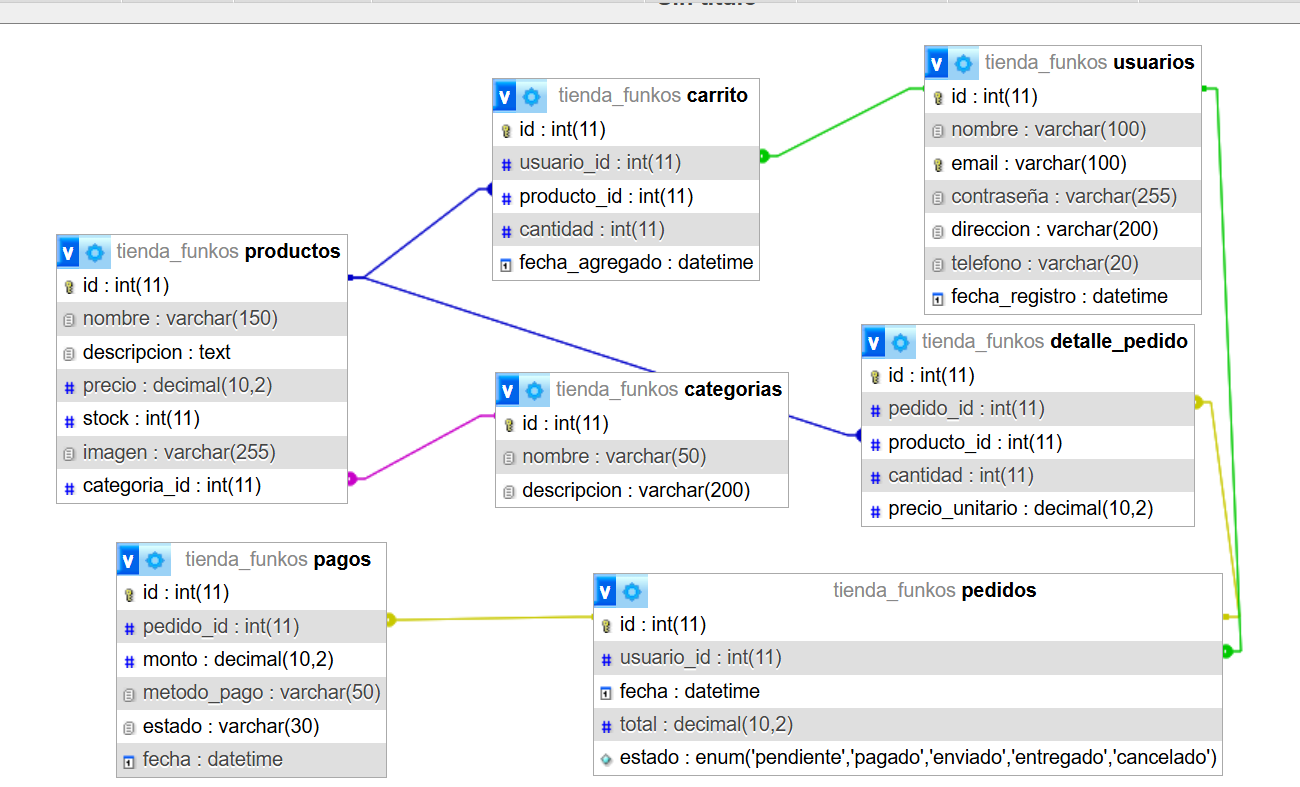 Sin título
tienda_funkos usuarios
id : int(11)
nombre : varchar(100)
email : varchar(100)
contraseña : varchar(255)
direccion : varchar(200)
telefono : varchar(20)
fecha_registro : datetime
tienda_funkos carrito
id : int(11)
usuario_id : int(11)
producto_id : int(11)
cantidad : int(11)
fecha_agregado : datetime
tienda_funkos productos
id : int(11)
nombre : varchar(150)
descripcion : text
precio : decimal(10,2)
stock : int(11)
imagen : varchar(255)
categoria_id : int(11)
tienda_funkos categorias
id : int(11)
nombre : varchar(50)
descripcion : varchar(200)
tienda_funkos detalle_pedido
id : int(11)
pedido_id : int(11)
producto_id : int(11)
cantidad : int(11)
precio_unitario : decimal(10,2)
tienda_funkos pagos
id : int(11)
pedido_id : int(11)
monto : decimal(10,2)
metodo_pago : varchar(50)
estado : varchar(30)
fecha : datetime
tienda_funkos pedidos
id : int(11)
usuario_id : int(11)
fecha : datetime
total : decimal(10,2)
estado : enum('pendiente','pagado','enviado','entregado','cancelado')